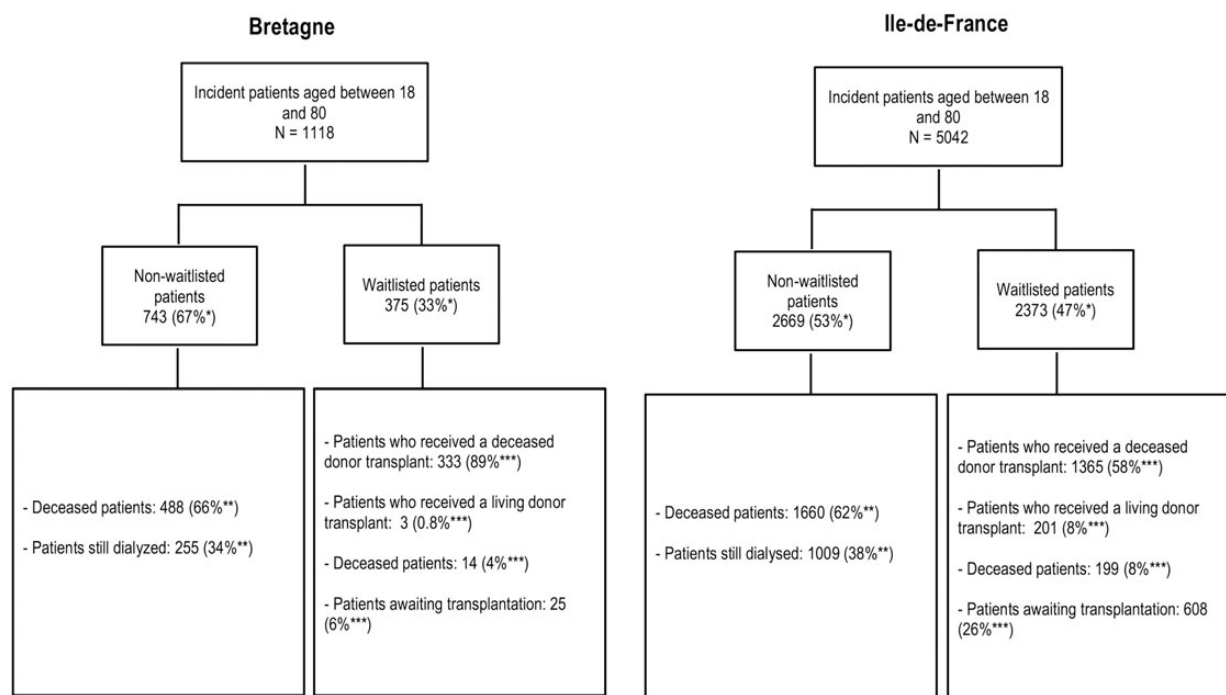 Bretagne
Incident patients aged between 18
and 80
N = 1118
Non-waitlisted
patients
743 (67%*)
Waitlisted patients
375 (33%*)
- Deceased patients: 488 (66%**)
- Patients still dialyzed: 255 (34%**)
- Patients who received a deceased
donor transplant: 333 (89%***)
- Patients who received a living donor
transplant:  3 (0.8%***)
- Deceased patients: 14 (4%***)
- Patients awaiting transplantation: 25
(6%***)
Ile-de-France
Incident patients aged between 18
and 80
N = 5042
Non-waitlisted
patients
2669 (53%*)
Waitlisted patients
2373 (47%*)
- Deceased patients: 1660 (62%**)
- Patients still dialysed: 1009 (38%**)
- Patients who received a deceased
donor transplant: 1365 (58%***)
- Patients who received a living donor
transplant:  201 (8%***)
- Deceased patients: 199 (8%***)
- Patients awaiting transplantation: 608
(26%***)